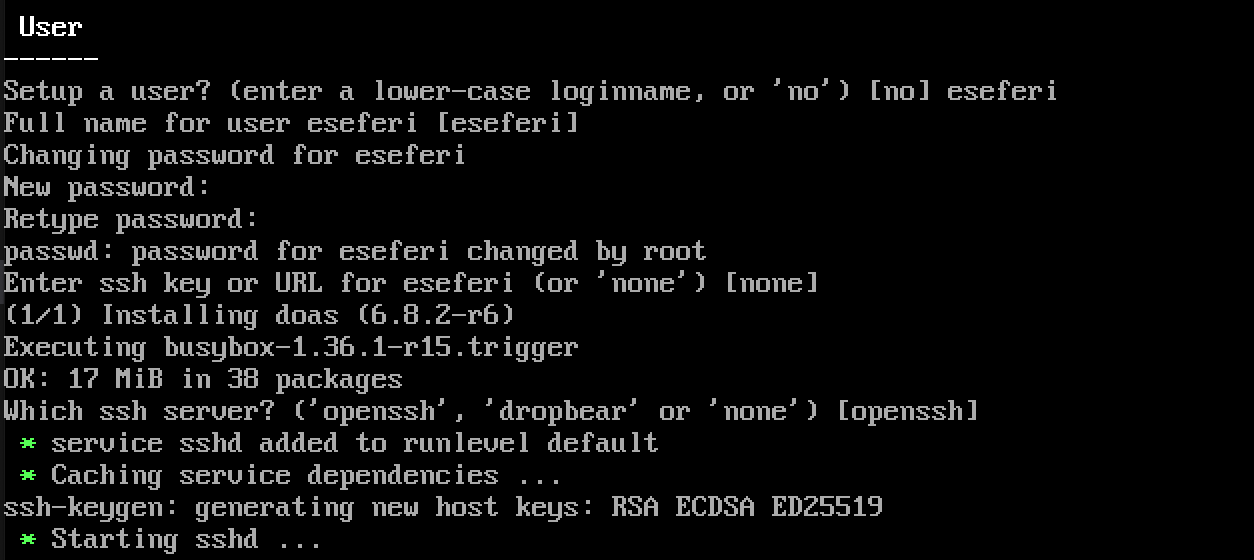 User
------
Setup a user? (enter a lower-case loginname, or 'no') [no] eseferi
Full name for user eseferi [eseferi]
Changing password for eseferi
New password:
Retype password:
passwd: password for eseferi changed by root
Enter ssh key or URL for eseferi (or 'none') [none]
(1/1) Installing doas (6.8.2-r6)
Executing busybox-1.36.1-r15.trigger
OK: 17 MiB in 38 packages
Which ssh server? ('openssh', 'dropbear' or 'none') [openssh]
* service sshd added to runlevel default
* Caching service dependencies ...
ssh-keygen: generating new host keys: RSA ECDSA ED25519
* Starting sshd ...